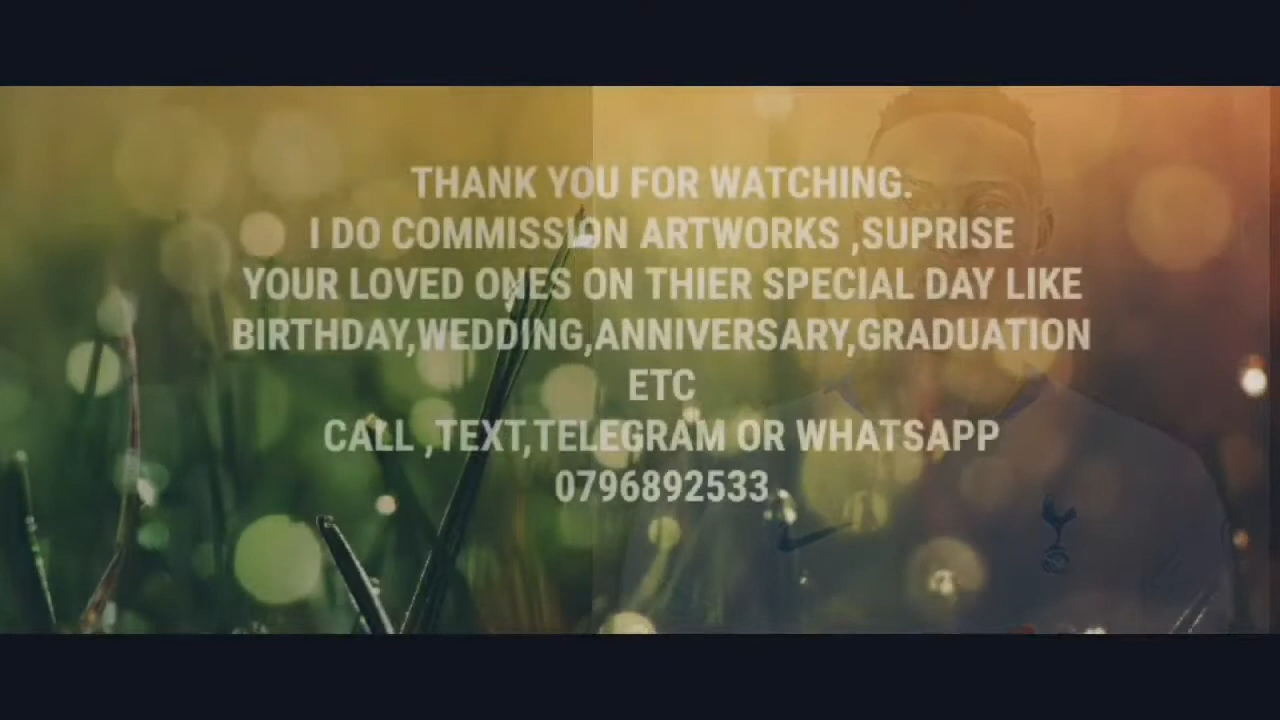 THANK YOU FOR WATCHING.
I DO COMMISSION ARTWORKS ,SUPRISE
YOUR LOVED ONES ON THIER SPECIAL DAY LIKE
BIRTHDAY,WEDDING,ANNIVERSARY,GRADUATION
ETC
CALL ,TEXT,TELEGRAM OR WHATSAPP
0796892533